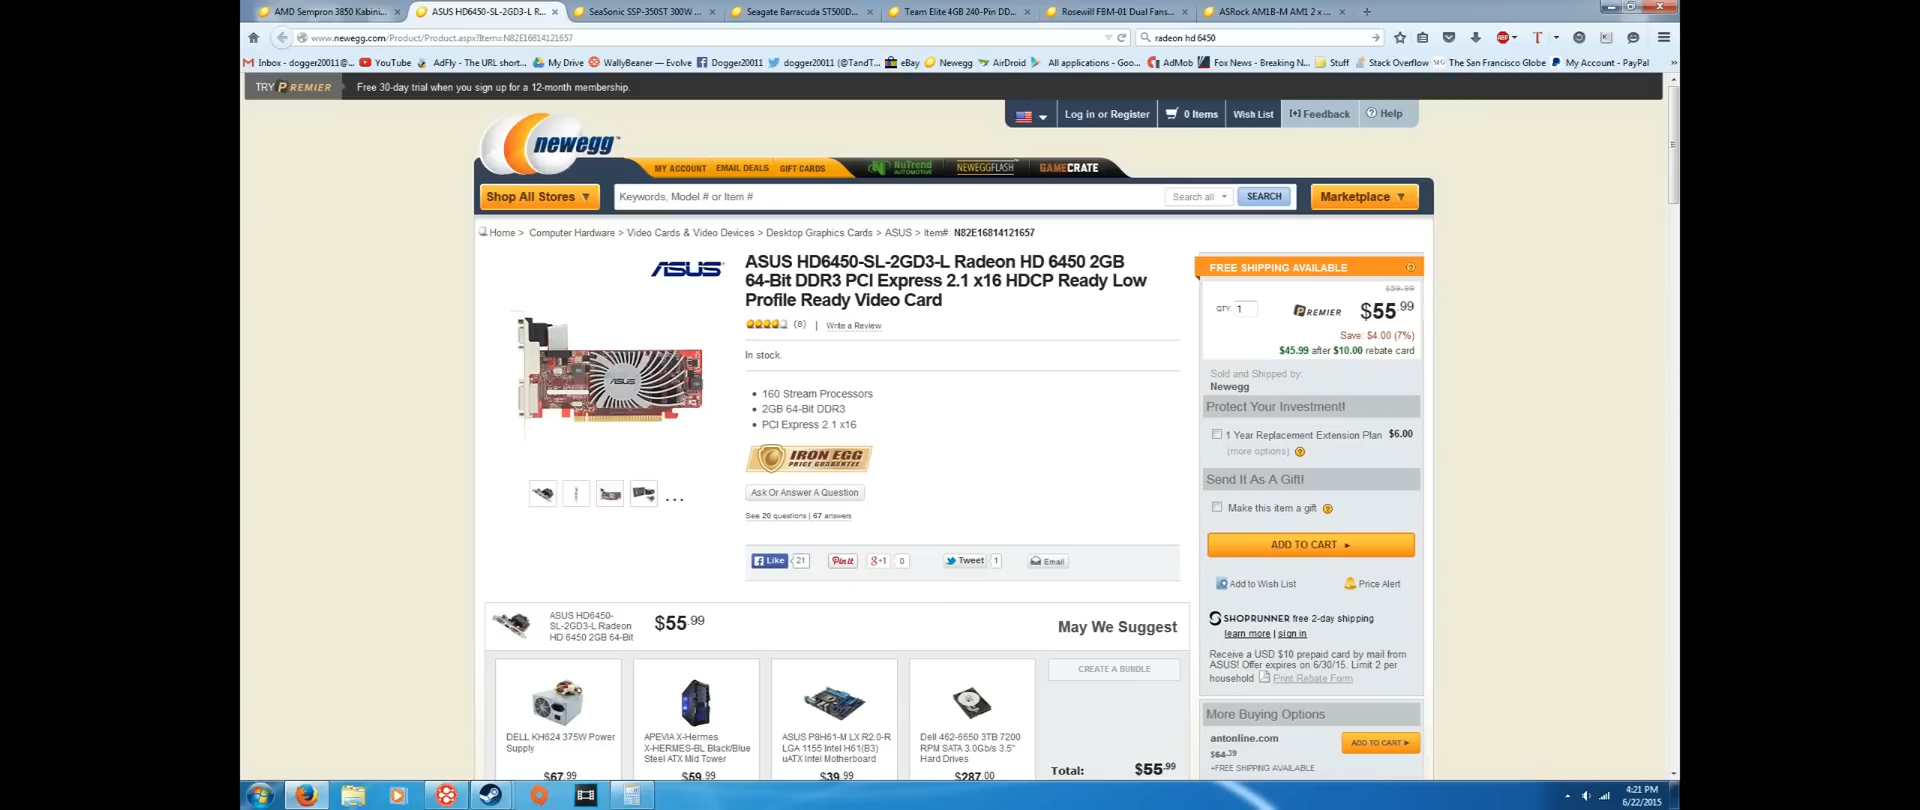 AMD Sempron 3850 Kabini...
ASUS HD6450-SL-2GD3-L R...
SeaSonic SSP-350ST 300W ...
Seagate Barracuda ST500D...
Team Elite 4GB 240-Pin DD...
Rosewill FBM-01 Dual Fans...
ASRock AM1B-M AM1 2 x ...
www.newegg.com/Product/Product.aspx?Item=N82E16814121657
radeon hd 6450
Inbox - dogger20011@...
YouTube
AdFly - The URL short...
My Drive
WallyBeaner — Evolve
Dogger20011
dogger20011 (@TandT...
eBay
Newegg
AirDroid
All applications - Goo...
AdMob
Fox News - Breaking N...
Stuff
Stack Overflow
The San Francisco Globe
My Account - PayPal
TRY PREMIER
Free 30-day trial when you sign up for a 12-month membership.
Log in or Register
0 Items
Wish List
[+] Feedback
Help
newegg
MY ACCOUNT
EMAIL DEALS
GIFT CARDS
NUTREND AUTOMOTIVE
NEWEGGFLASH
GAMECRATE
Shop All Stores
Keywords, Model # or Item #
Search all
SEARCH
Marketplace
Home > Computer Hardware > Video Cards & Video Devices > Desktop Graphics Cards > ASUS > Item#: N82E16814121657
ASUS
ASUS HD6450-SL-2GD3-L Radeon HD 6450 2GB
64-Bit DDR3 PCI Express 2.1 x16 HDCP Ready Low
Profile Ready Video Card
(8) | Write a Review
In stock.
• 160 Stream Processors
• 2GB 64-Bit DDR3
• PCI Express 2.1 x16
IRON EGG
PRICE GUARANTEE
Ask Or Answer A Question
See 20 questions | 67 answers
Like 21
Pin it
g+1 0
Tweet 1
Email
FREE SHIPPING AVAILABLE
$59.99
QTY 1
PREMIER
$55.99
Save: $4.00 (7%)
$45.99 after $10.00 rebate card
Sold and Shipped by:
Newegg
Protect Your Investment!
1 Year Replacement Extension Plan $6.00
(more options)
Send It As A Gift!
Make this item a gift
ADD TO CART ▸
Add to Wish List
Price Alert
SHOPRUNNER free 2-day shipping
learn more | sign in
Receive a USD $10 prepaid card by mail from
ASUS! Offer expires on 6/30/15. Limit 2 per
household Print Rebate Form
More Buying Options
antonline.com
$64.39
+FREE SHIPPING AVAILABLE
ADD TO CART ▸
ASUS HD6450-
SL-2GD3-L Radeon
HD 6450 2GB 64-Bit
$55.99
May We Suggest
CREATE A BUNDLE
DELL KH624 375W Power
Supply
$67.99
APEVIA X-Hermes
X-HERMES-BL Black/Blue
Steel ATX Mid Tower
$59.99
ASUS P8H61-M LX R2.0-R
LGA 1155 Intel H61(B3)
uATX Intel Motherboard
$39.99
Dell 462-6650 3TB 7200
RPM SATA 3.0Gb/s 3.5"
Hard Drives
$287.00
Total: $55.99
4:21 PM
6/22/2015